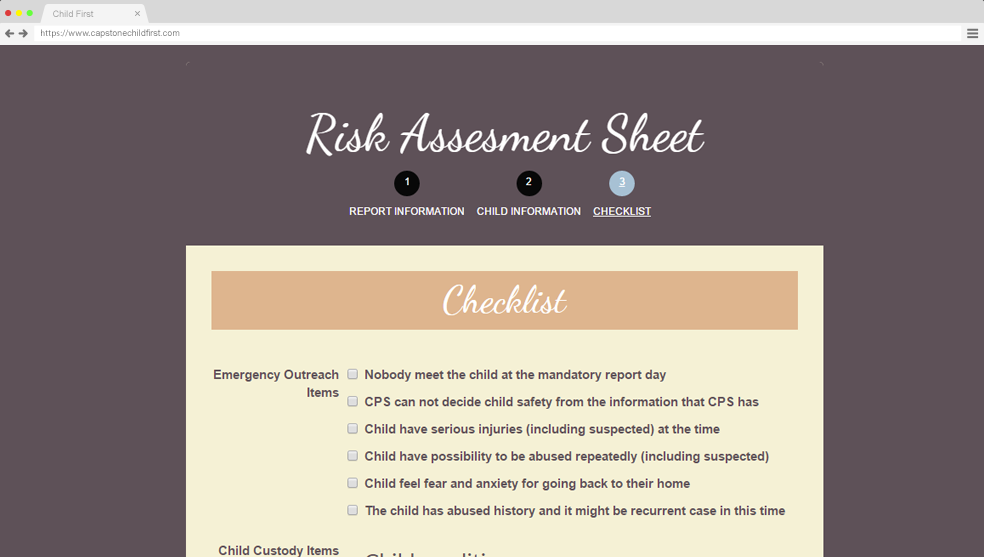 Child First
https://www.capstonechildfirst.com
Risk Assesment Sheet
1 2 3
REPORT INFORMATION CHILD INFORMATION CHECKLIST
Checklist
Emergency Outreach
Items
Nobody meet the child at the mandatory report day
CPS can not decide child safety from the information that CPS has
Child have serious injuries (including suspected) at the time
Child have possibility to be abused repeatedly (including suspected)
Child feel fear and anxiety for going back to their home
The child has abused history and it might be recurrent case in this time
Child Custody Items